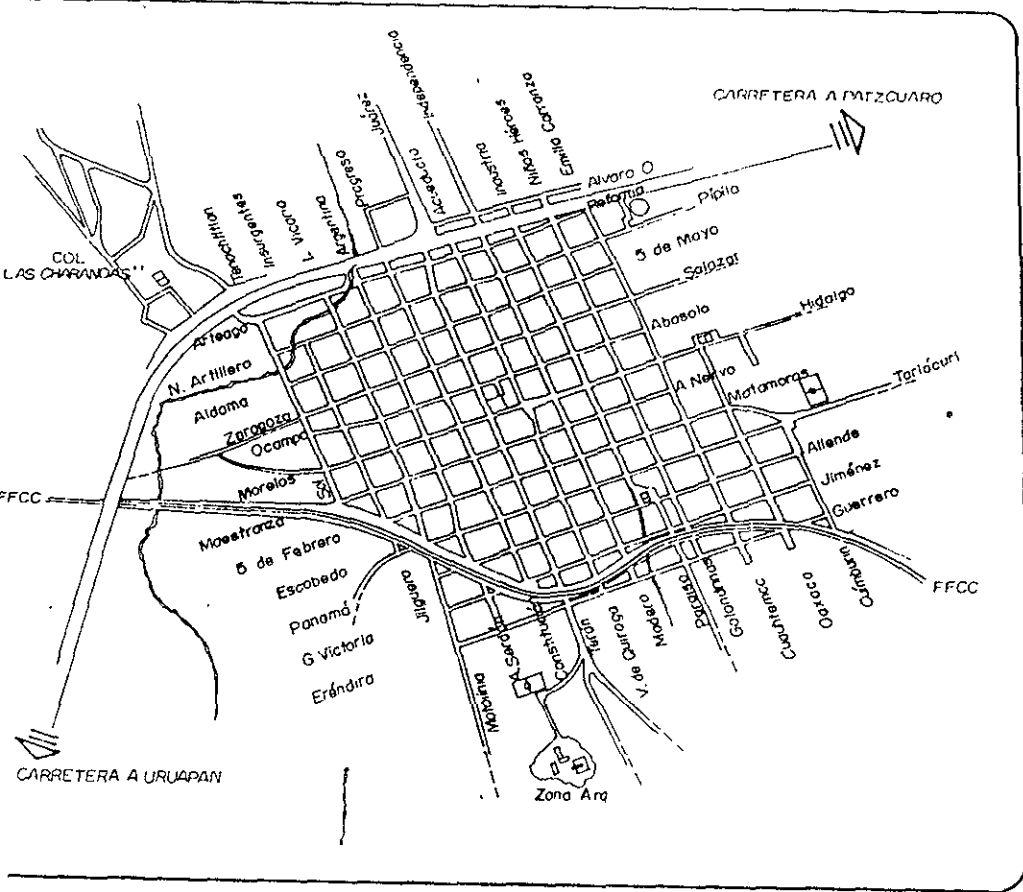 CARRETERA A PATZCUARO
Juárez
Acueducto
Independencia
Industria
Niños Héroes
Emilio Carranza
Progreso
Argentina
L. Vicario
Insurgentes
Tenochtitlan
Alvaro O
Reforma
Pípila
5 de Mayo
Salazar
Abasolo
Hidalgo
A Nervo
Matamoros
Tariácuri
Allende
Jiménez
Guerrero
COL
LAS CHARANDAS"
Arteaga
N. Artillero
Aldama
Zaragoza
Ocampo
Morelos
Sol
FFCC
Maestranza
5 de Febrero
Escobedo
Panamá
G Victoria
Eréndira
Jilguero
Constitución
Terán
V. de Quiroga
Madero
Paraíso
Cuauhtemoc
Oaxaca
FFCC
CARRETERA A URUAPAN
Zona Arq